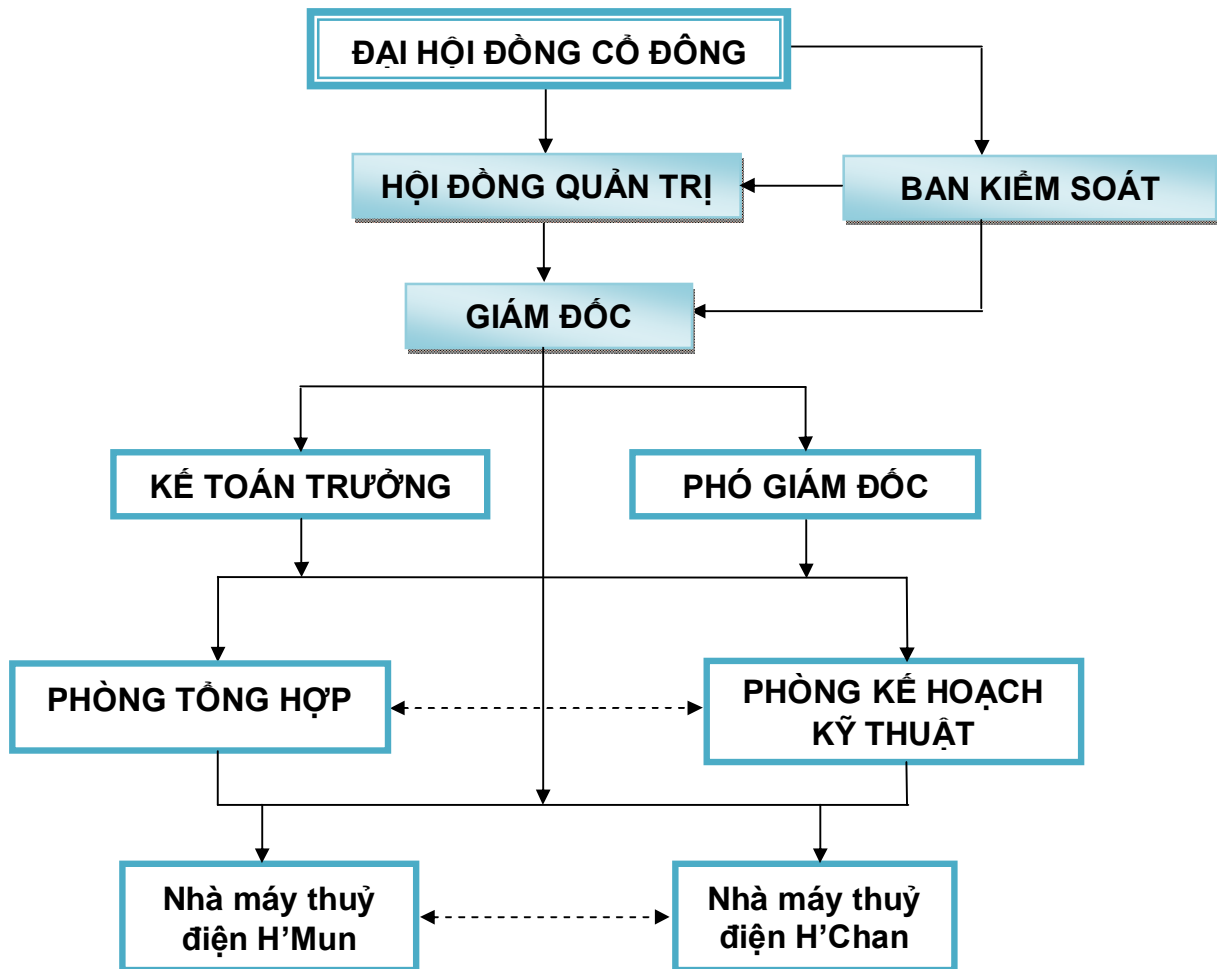 ĐẠI HỘI ĐỒNG CỔ ĐÔNG
HỘI ĐỒNG QUẢN TRỊ
BAN KIỂM SOÁT
GIÁM ĐỐC
KẾ TOÁN TRƯỞNG
PHÓ GIÁM ĐỐC
PHÒNG TỔNG HỢP
PHÒNG KẾ HOẠCH
KỸ THUẬT
Nhà máy thuỷ
điện H’Mun
Nhà máy thuỷ
điện H’Chan